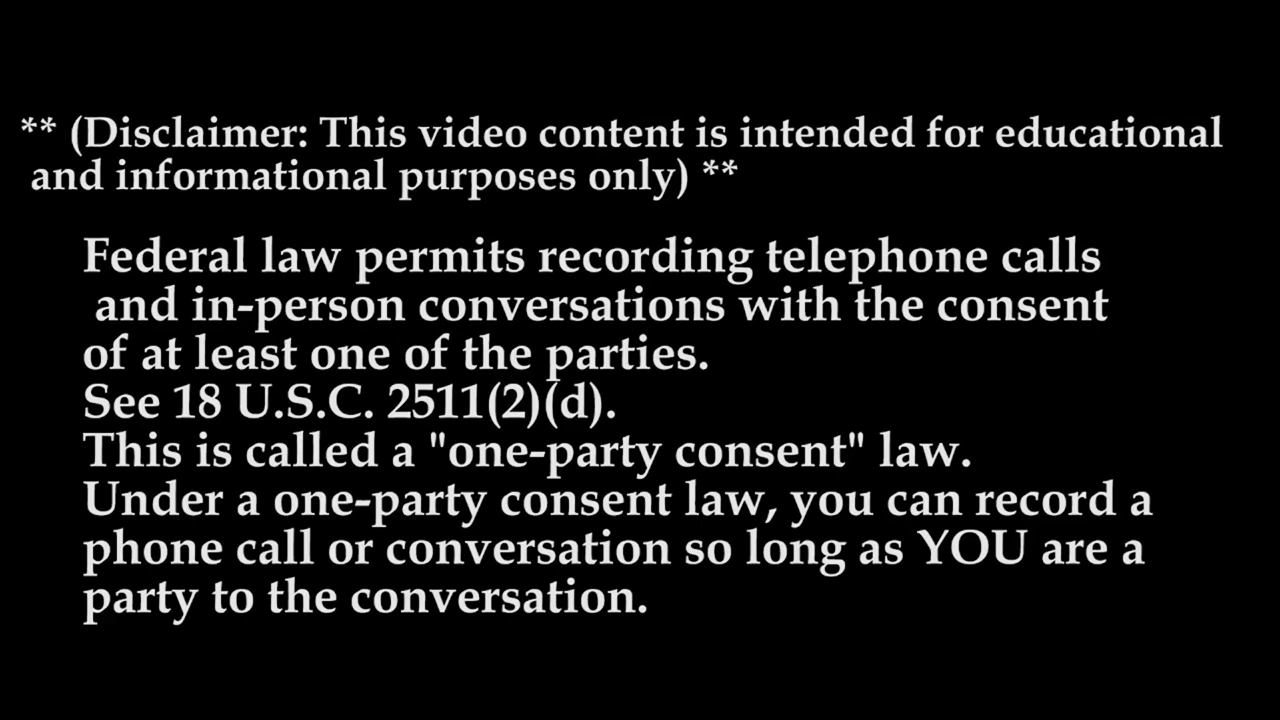 ** (Disclaimer: This video content is intended for educational
and informational purposes only) **
Federal law permits recording telephone calls
and in-person conversations with the consent
of at least one of the parties.
See 18 U.S.C. 2511(2)(d).
This is called a "one-party consent" law.
Under a one-party consent law, you can record a
phone call or conversation so long as YOU are a
party to the conversation.